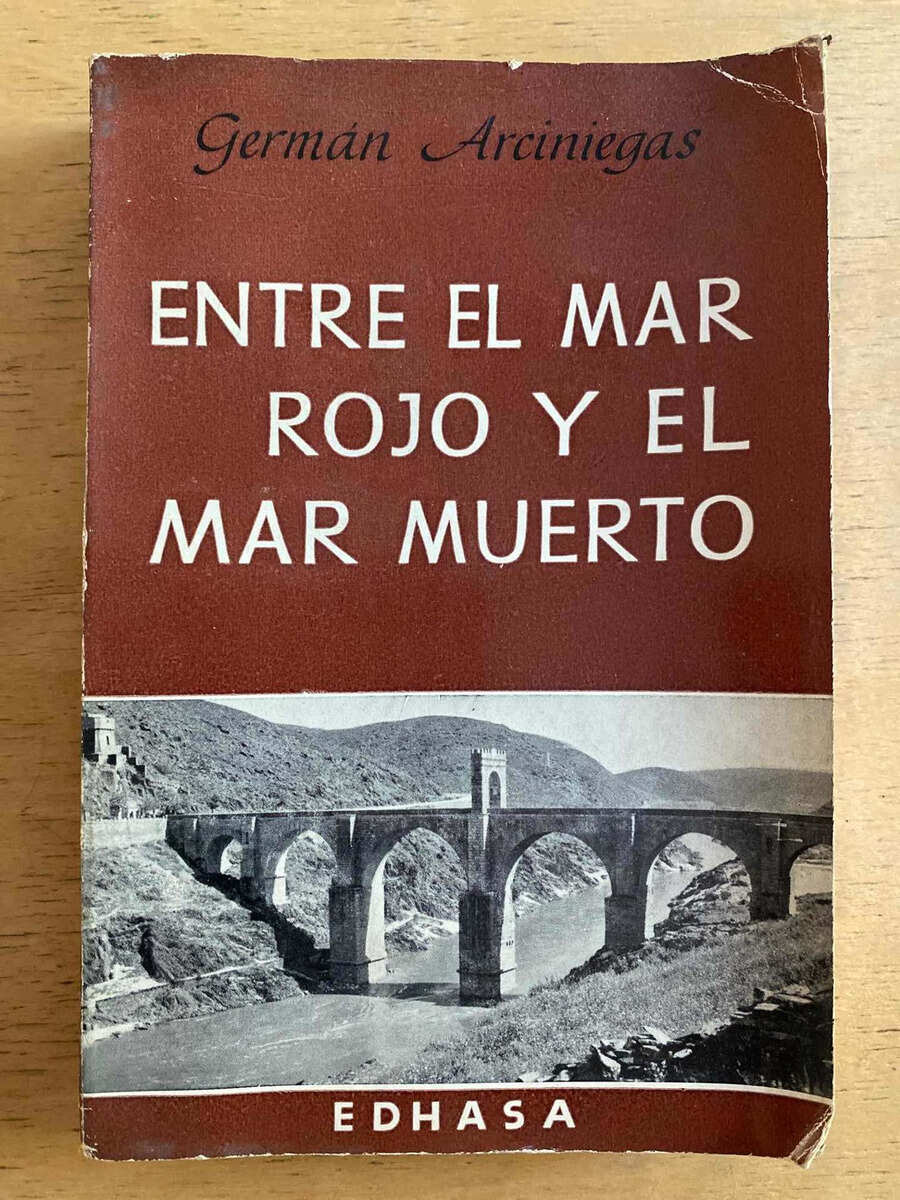 Germán Arciniegas
ENTRE EL MAR
ROJO Y EL
MAR MUERTO
EDHASA